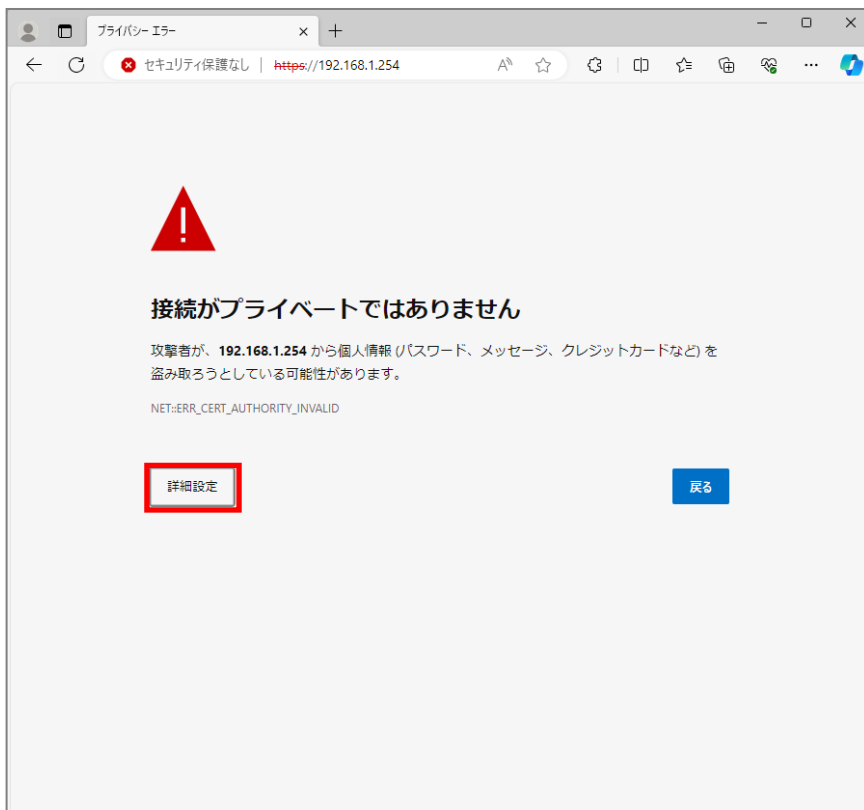 プライバシー エラー
セキュリティ保護なし | https://192.168.1.254
接続がプライベートではありません
攻撃者が、192.168.1.254 から個人情報 (パスワード、メッセージ、クレジットカードなど) を
盗み取ろうとしている可能性があります。
NET::ERR_CERT_AUTHORITY_INVALID
詳細設定
戻る